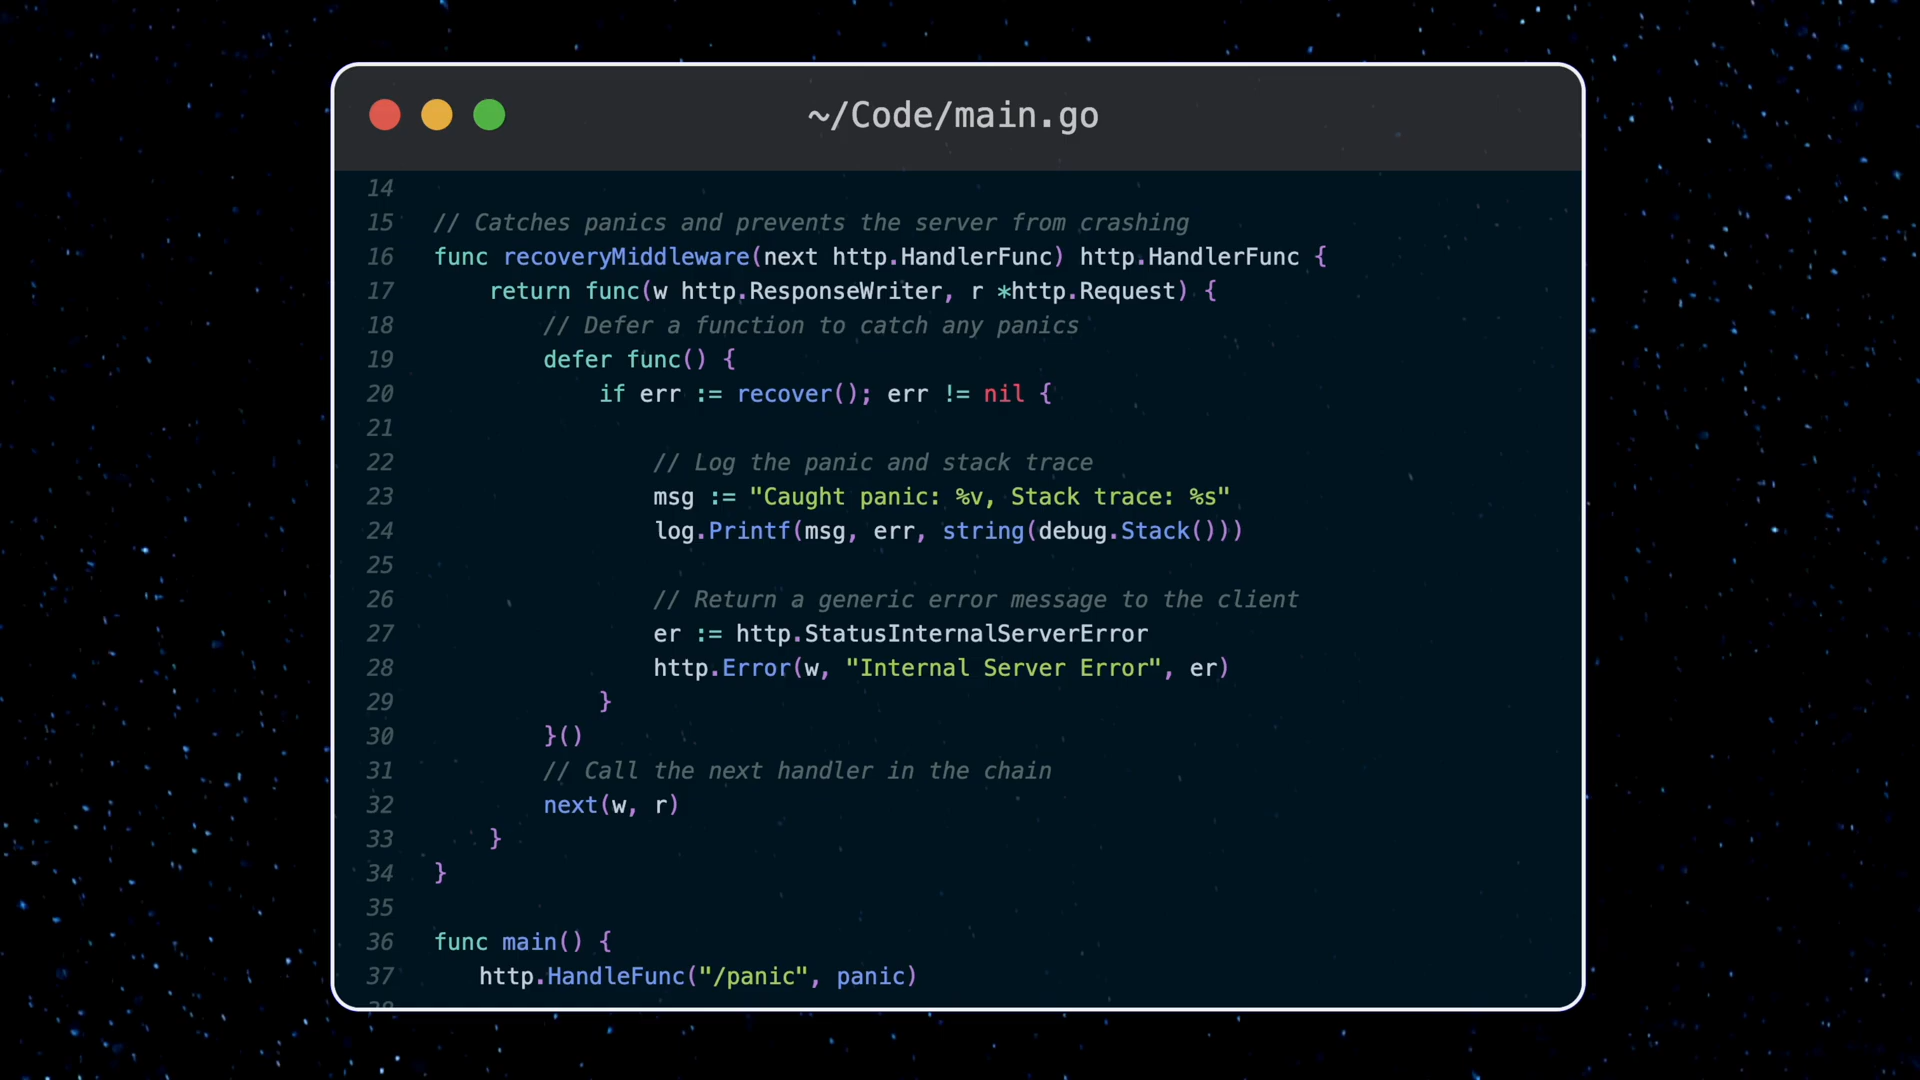 ~/Code/main.go
14
15 // Catches panics and prevents the server from crashing
16 func recoveryMiddleware(next http.HandlerFunc) http.HandlerFunc {
17     return func(w http.ResponseWriter, r *http.Request) {
18         // Defer a function to catch any panics
19         defer func() {
20             if err := recover(); err != nil {
21
22                 // Log the panic and stack trace
23                 msg := "Caught panic: %v, Stack trace: %s"
24                 log.Printf(msg, err, string(debug.Stack()))
25
26                 // Return a generic error message to the client
27                 er := http.StatusInternalServerError
28                 http.Error(w, "Internal Server Error", er)
29             }
30         }()
31         // Call the next handler in the chain
32         next(w, r)
33     }
34 }
35
36 func main() {
37    http.HandleFunc("/panic", panic)